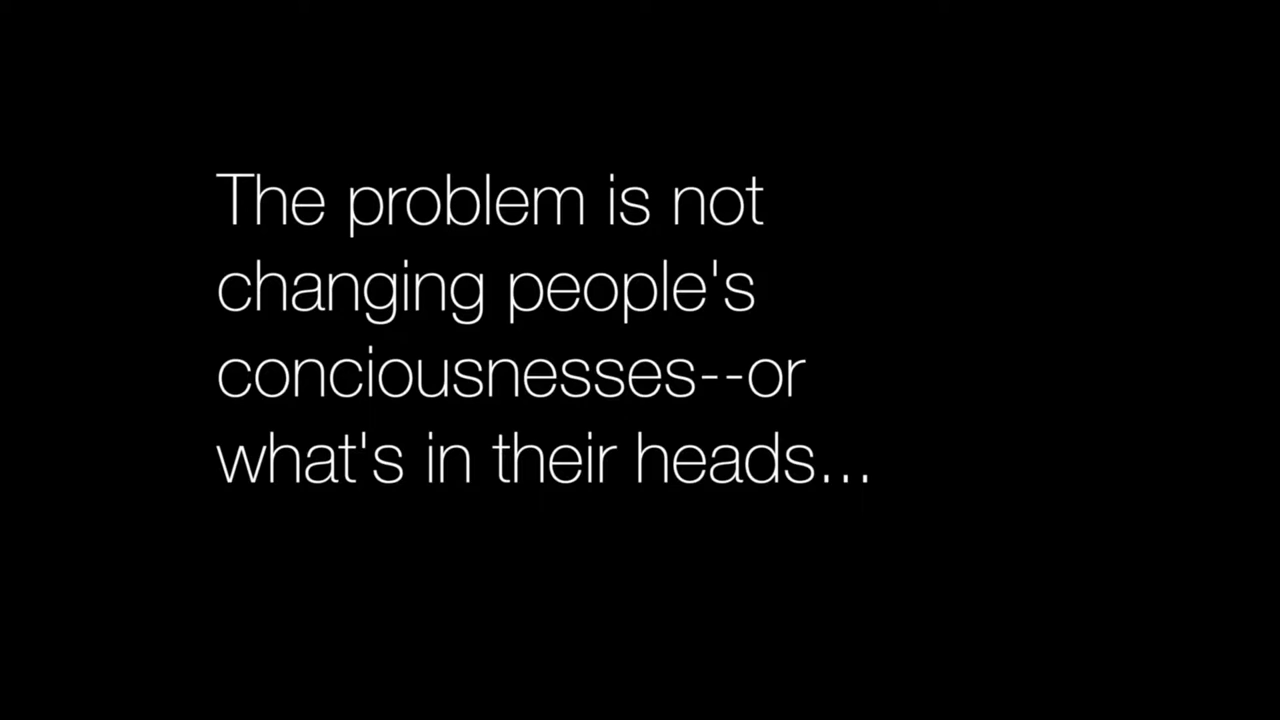 The problem is not
changing people's
conciousnesses--or
what's in their heads...